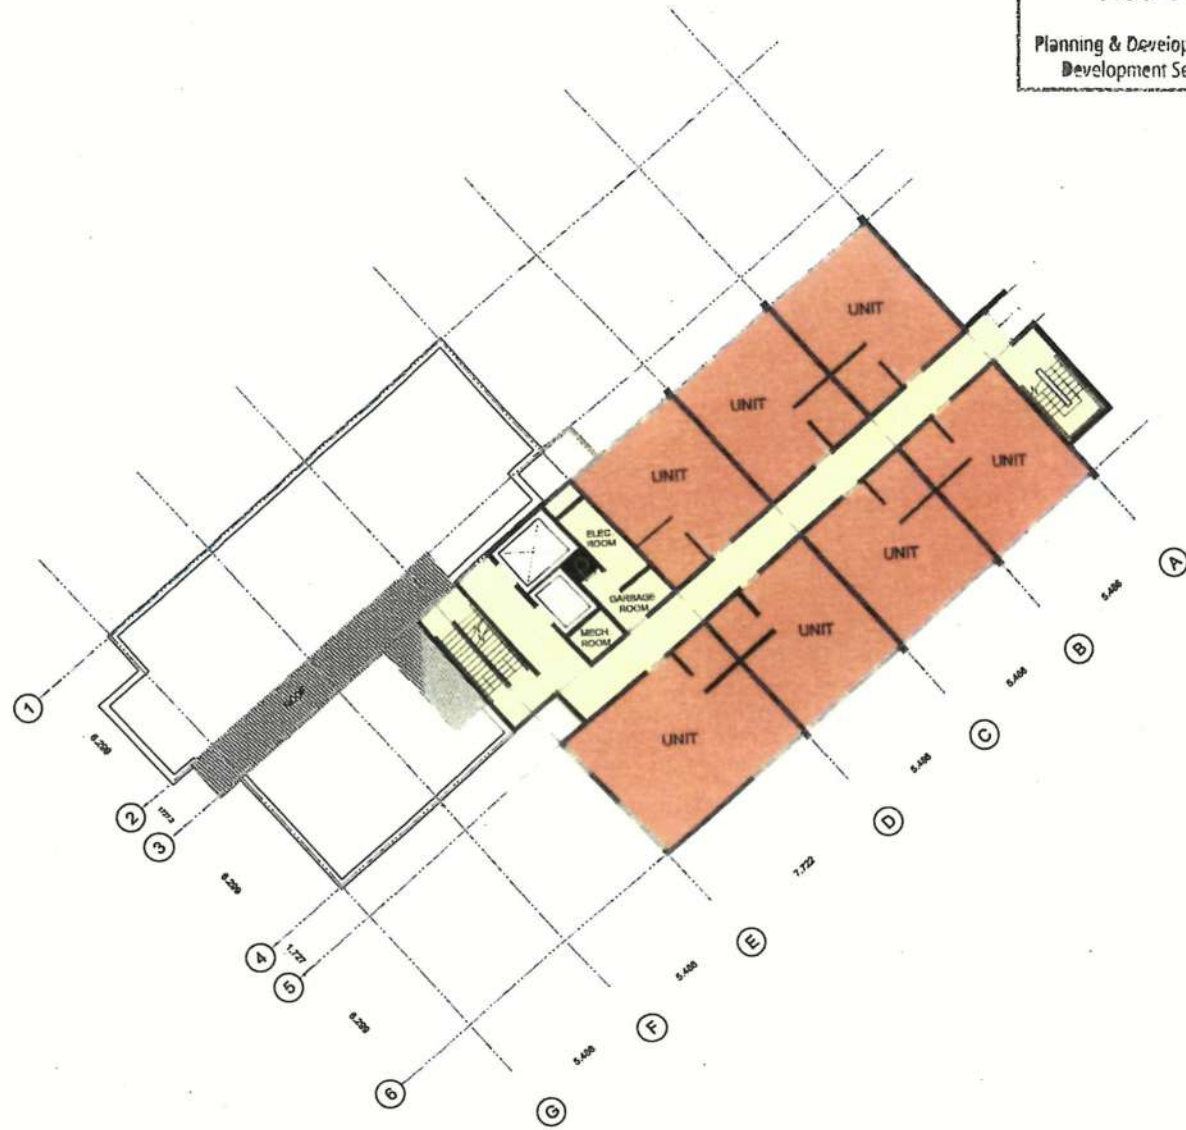 Planning & Develop
Development Se
UNIT
UNIT
UNIT
UNIT
ELEC
ROOM
UNIT
GARBAGE
ROOM
MECH
ROOM
UNIT
UNIT
ROOF
A
5.486
B
5.486
C
5.486
D
7.722
E
5.486
F
5.486
G
1
6.299
2
3
6.299
4
1.727
5
6.299
6